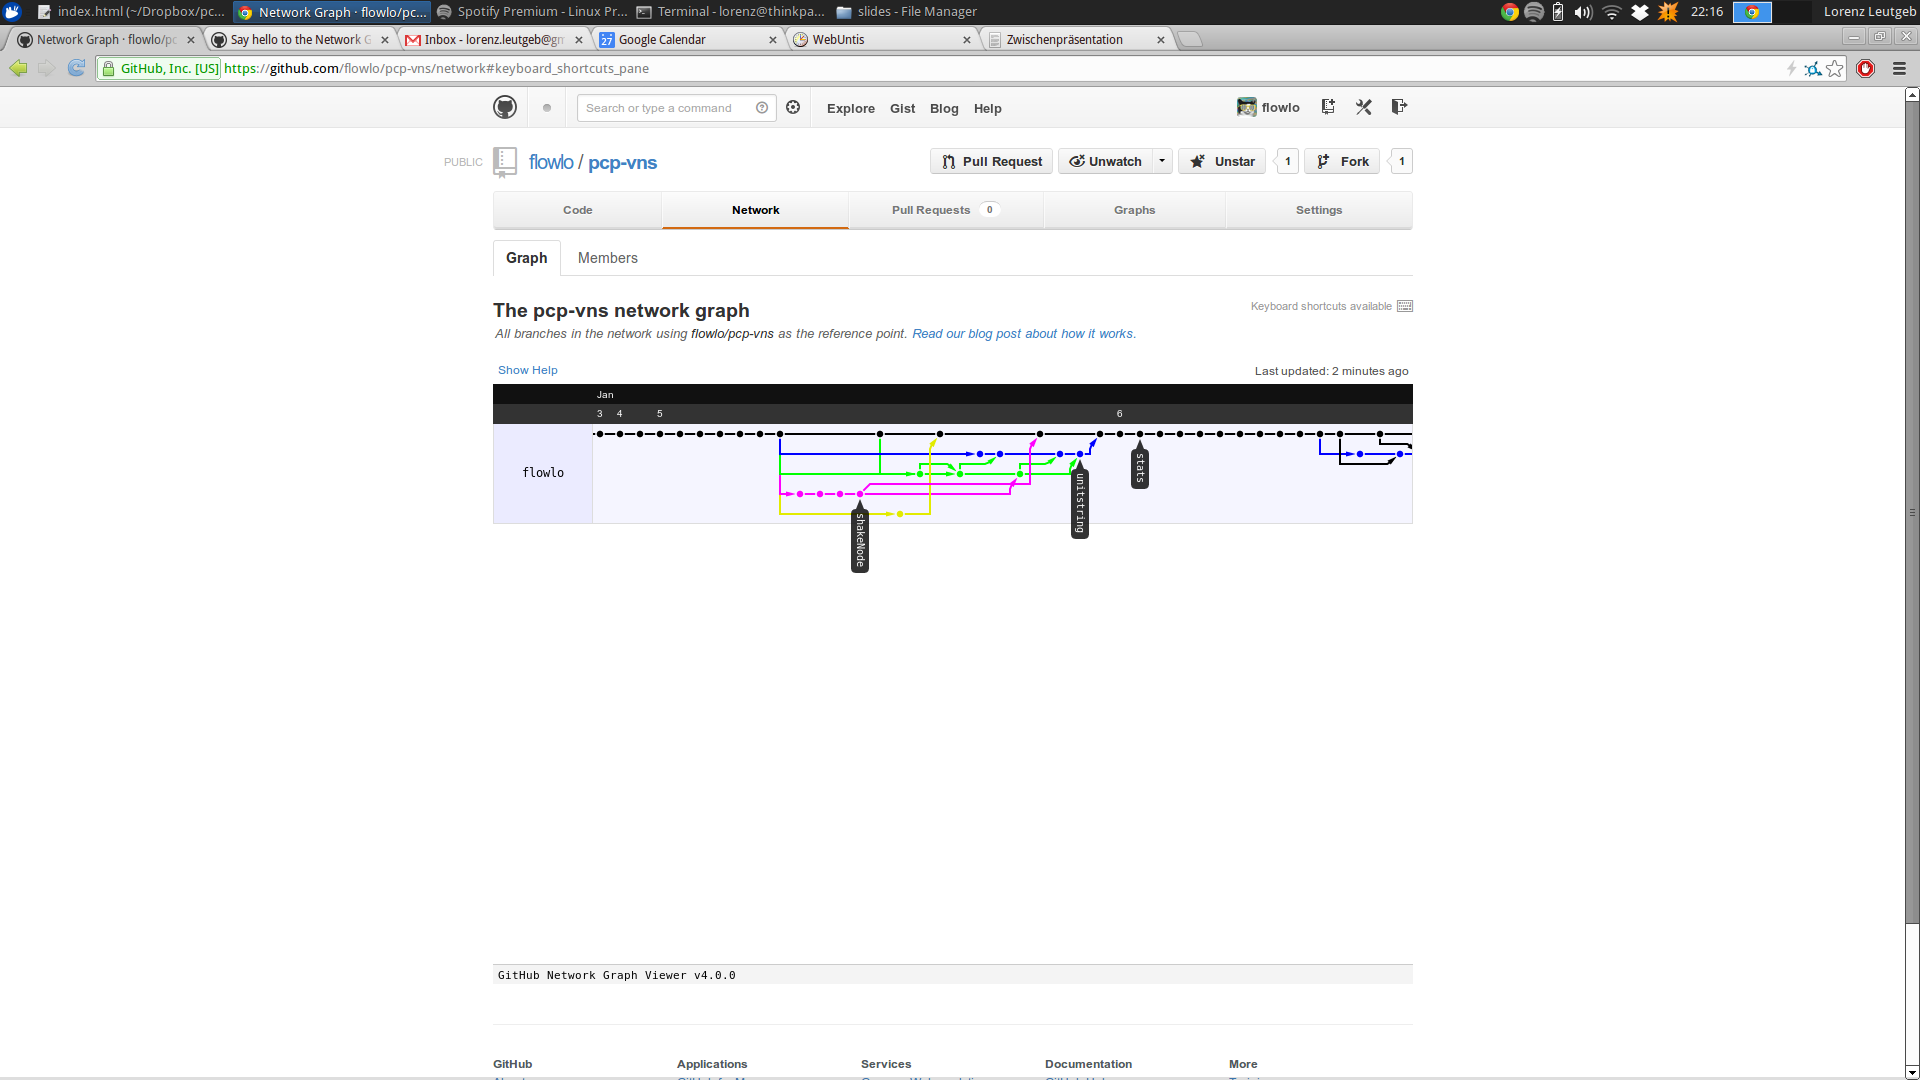 index.html (~/Dropbox/pc...
Network Graph · flowlo/pc...
Spotify Premium - Linux Pr...
Terminal - lorenz@thinkpa...
slides - File Manager
22:16
Lorenz Leutgeb
Network Graph · flowlo/pc
Say hello to the Network G
Inbox - lorenz.leutgeb@gm
27 Google Calendar
WebUntis
Zwischenpräsentation
GitHub, Inc. [US] https://github.com/flowlo/pcp-vns/network#keyboard_shortcuts_pane
Search or type a command
Explore Gist Blog Help
flowlo
PUBLIC
flowlo / pcp-vns
Pull Request
Unwatch
Unstar 1
Fork 1
Code
Network
Pull Requests 0
Graphs
Settings
Graph
Members
The pcp-vns network graph
Keyboard shortcuts available
All branches in the network using flowlo/pcp-vns as the reference point. Read our blog post about how it works.
Show Help
Last updated: 2 minutes ago
Jan
3 4 5 6
flowlo
stats
unitstring
shakeNode
GitHub Network Graph Viewer v4.0.0
GitHub
Applications
Services
Documentation
More